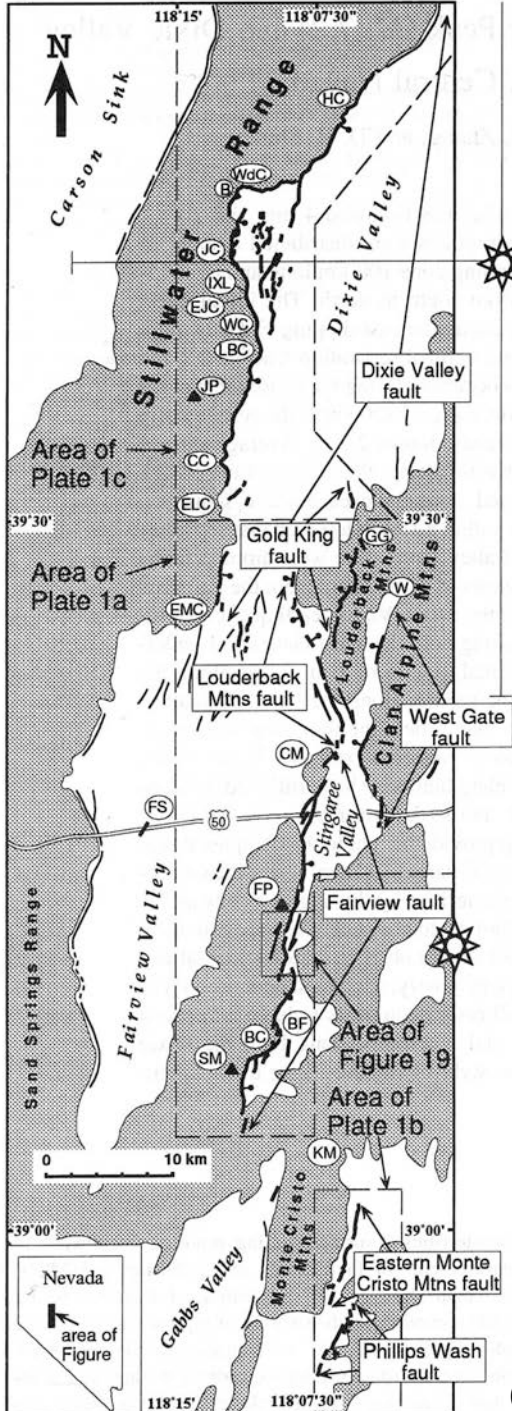 118°15'
118°07'30"
N
Carson Sink
Stillwater Range
HC
WdC
B
Dixie Valley
JC
IXL
EJC
WC
LBC
JP
Dixie Valley
fault
Area of
Plate 1c
CC
ELC
39°30'
39°30'
Gold King
fault
GG
Area of
Plate 1a
Louderback
Mtns
W
Clan Alpine Mtns
EMC
Louderback
Mtns fault
West Gate
fault
CM
Stingaree
Valley
FS
50
FP
Fairview fault
Sand Springs Range
Fairview Valley
BC
BF
SM
Area of
Figure 19
Area of
Plate 1b
KM
0
10 km
39°00'
39°00'
Monte Cristo
Mtns
Gabbs Valley
Eastern Monte
Cristo Mtns fault
Nevada
area of
Figure
Phillips Wash
fault
118°15'
118°07'30"